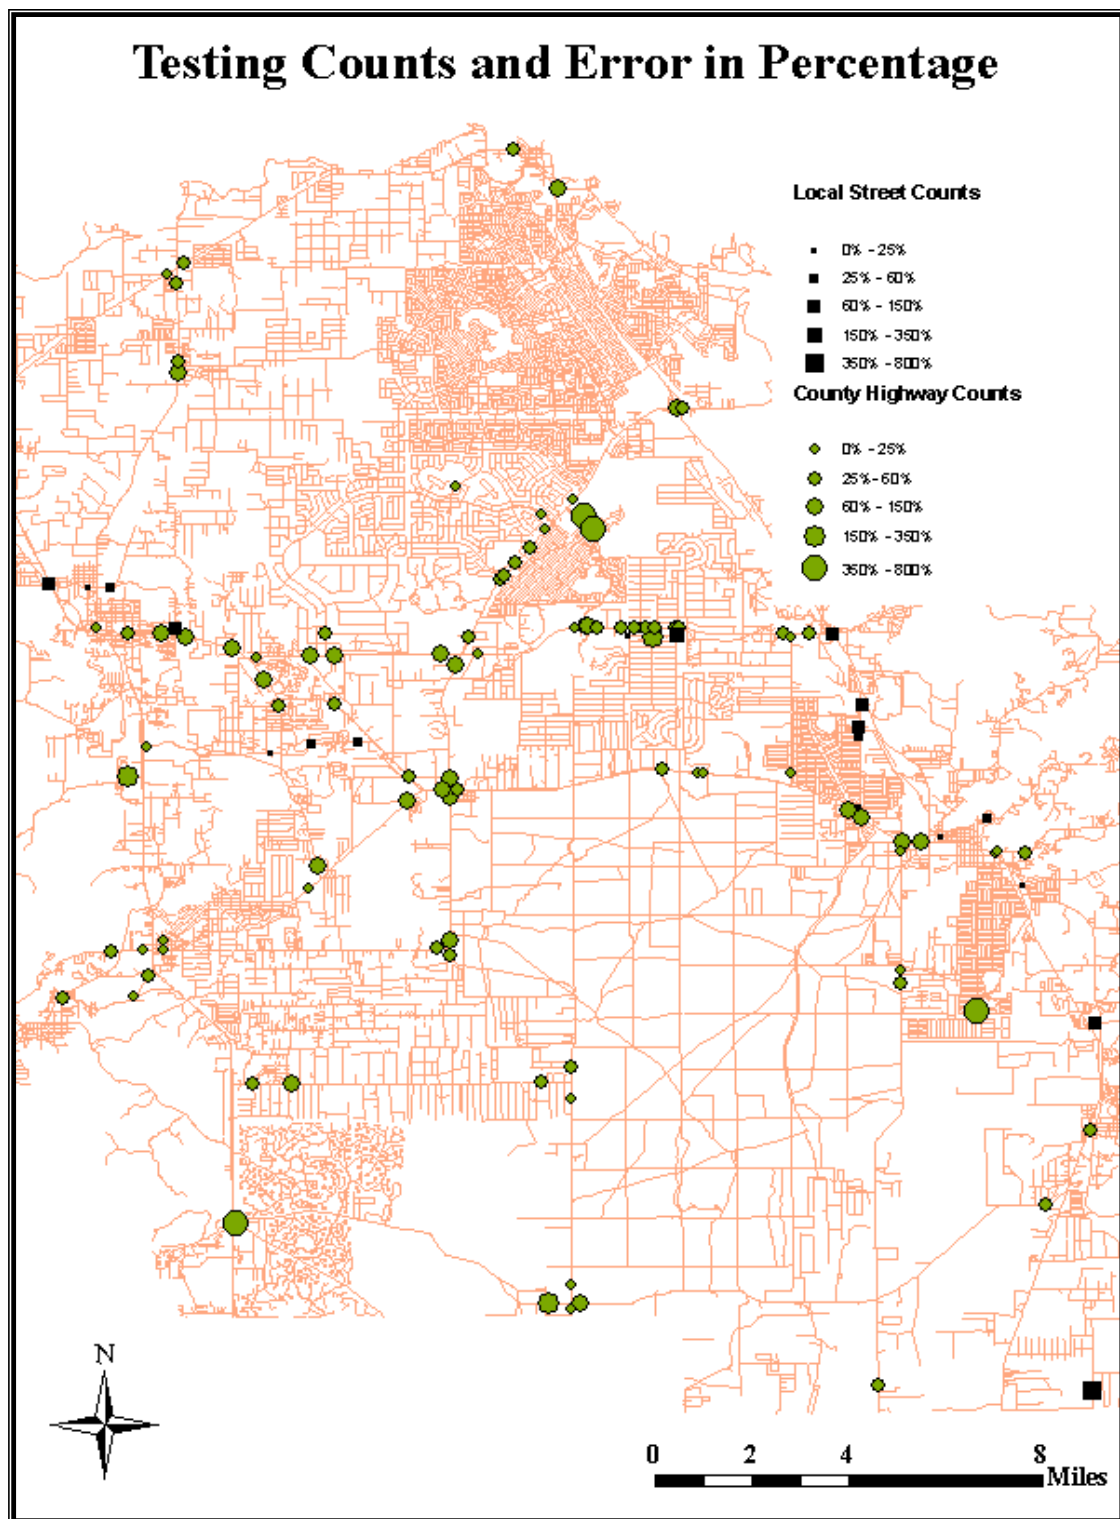 Testing Counts and Error in Percentage
Local Street Counts
0% - 25%
25% - 60%
60% - 150%
150% - 350%
350% - 800%
County Highway Counts
0% - 25%
25% - 60%
60% - 150%
150% - 350%
350% - 800%
N
0 2 4 8
Miles